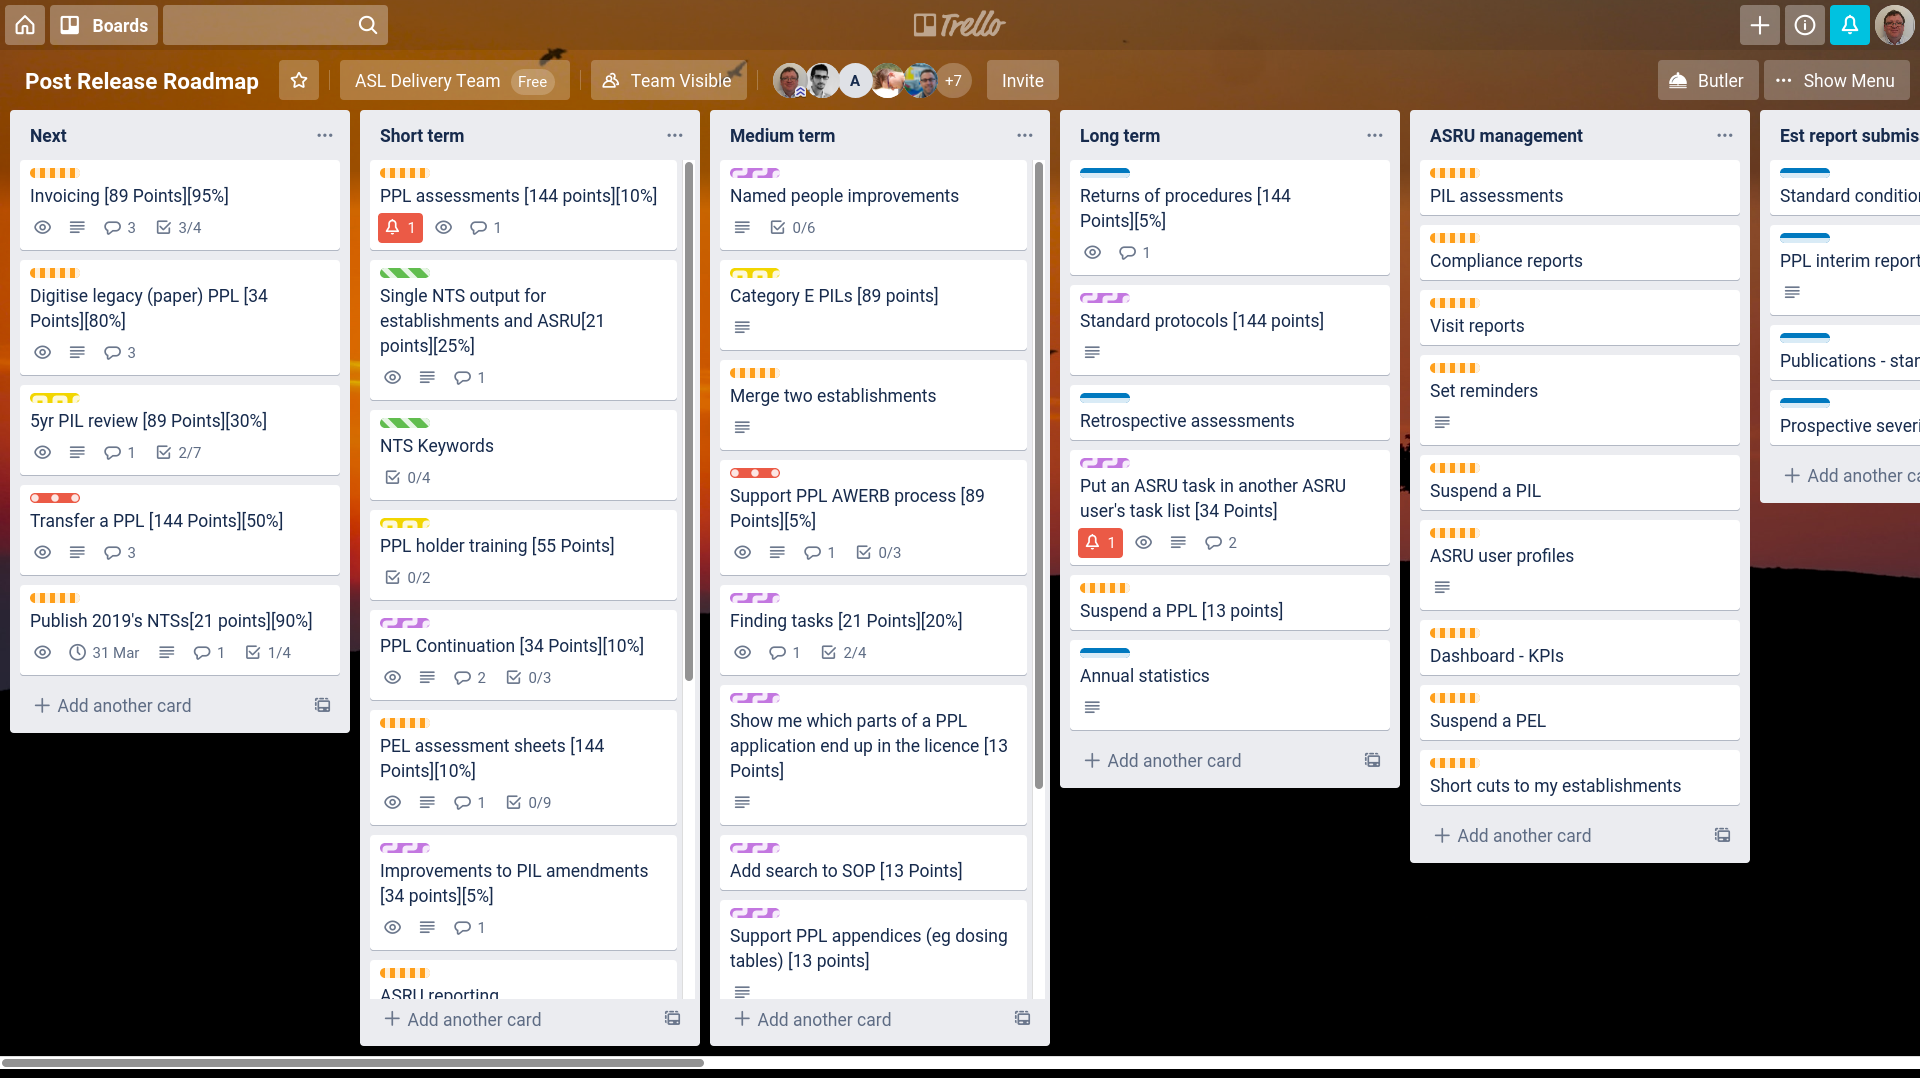 Boards
Trello
Post Release Roadmap
ASL Delivery Team Free
Team Visible
A
+7
Invite
Butler
Show Menu
Next
Invoicing [89 Points][95%]
3 3/4
Digitise legacy (paper) PPL [34
Points][80%]
3
5yr PIL review [89 Points][30%]
1 2/7
Transfer a PPL [144 Points][50%]
3
Publish 2019's NTSs[21 points][90%]
31 Mar 1 1/4
Add another card
Short term
PPL assessments [144 points][10%]
1 1
Single NTS output for
establishments and ASRU[21
points][25%]
1
NTS Keywords
0/4
PPL holder training [55 Points]
0/2
PPL Continuation [34 Points][10%]
2 0/3
PEL assessment sheets [144
Points][10%]
1 0/9
Improvements to PIL amendments
[34 points][5%]
1
ASRU reporting
Add another card
Medium term
Named people improvements
0/6
Category E PILs [89 points]
Merge two establishments
Support PPL AWERB process [89
Points][5%]
1 0/3
Finding tasks [21 Points][20%]
1 2/4
Show me which parts of a PPL
application end up in the licence [13
Points]
Add search to SOP [13 Points]
Support PPL appendices (eg dosing
tables) [13 points]
Add another card
Long term
Returns of procedures [144
Points][5%]
1
Standard protocols [144 points]
Retrospective assessments
Put an ASRU task in another ASRU
user's task list [34 Points]
1 2
Suspend a PPL [13 points]
Annual statistics
Add another card
ASRU management
PIL assessments
Compliance reports
Visit reports
Set reminders
Suspend a PIL
ASRU user profiles
Dashboard - KPIs
Suspend a PEL
Short cuts to my establishments
Add another card
Est report submis
Standard conditio
PPL interim report
Publications - star
Prospective severi
Add another ca